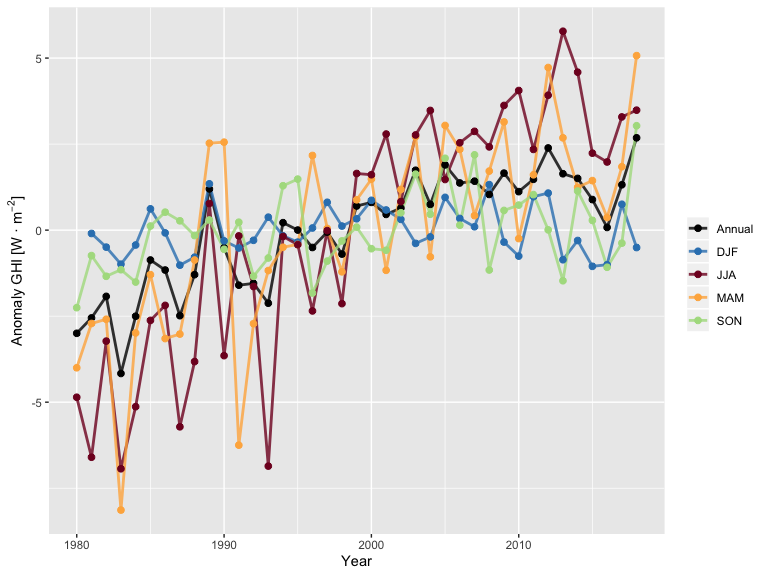 5
0
-5
Anomaly GHI [W · m⁻²]
1980 1990 2000 2010
Year
Annual
DJF
JJA
MAM
SON